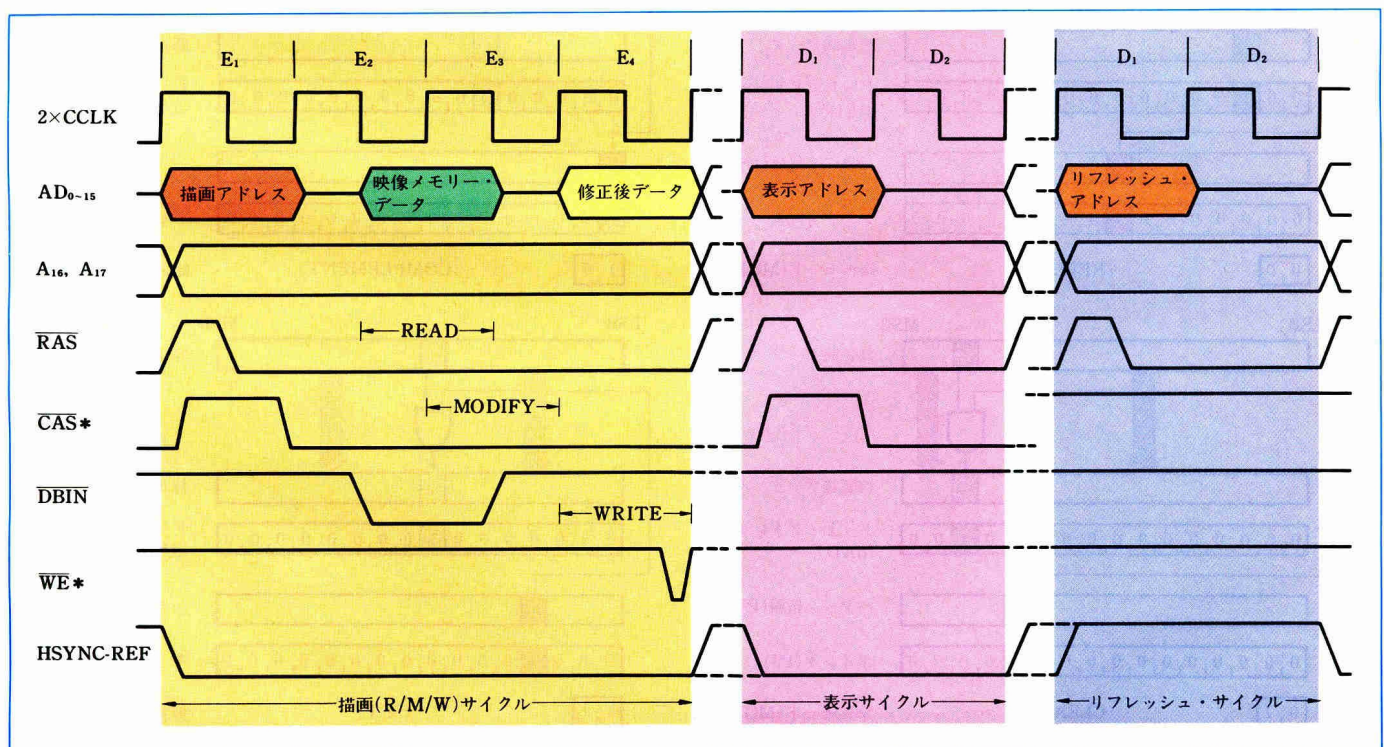 E₁ E₂ E₃ E₄ D₁ D₂ D₁ D₂
2×CCLK
AD₀~₁₅ 描画アドレス 映像メモリー・データ 修正後データ 表示アドレス リフレッシュ・アドレス
A₁₆, A₁₇
RAS READ
CAS* MODIFY
DBIN
WRITE
WE*
HSYNC-REF
描画(R/M/W)サイクル 表示サイクル リフレッシュ・サイクル